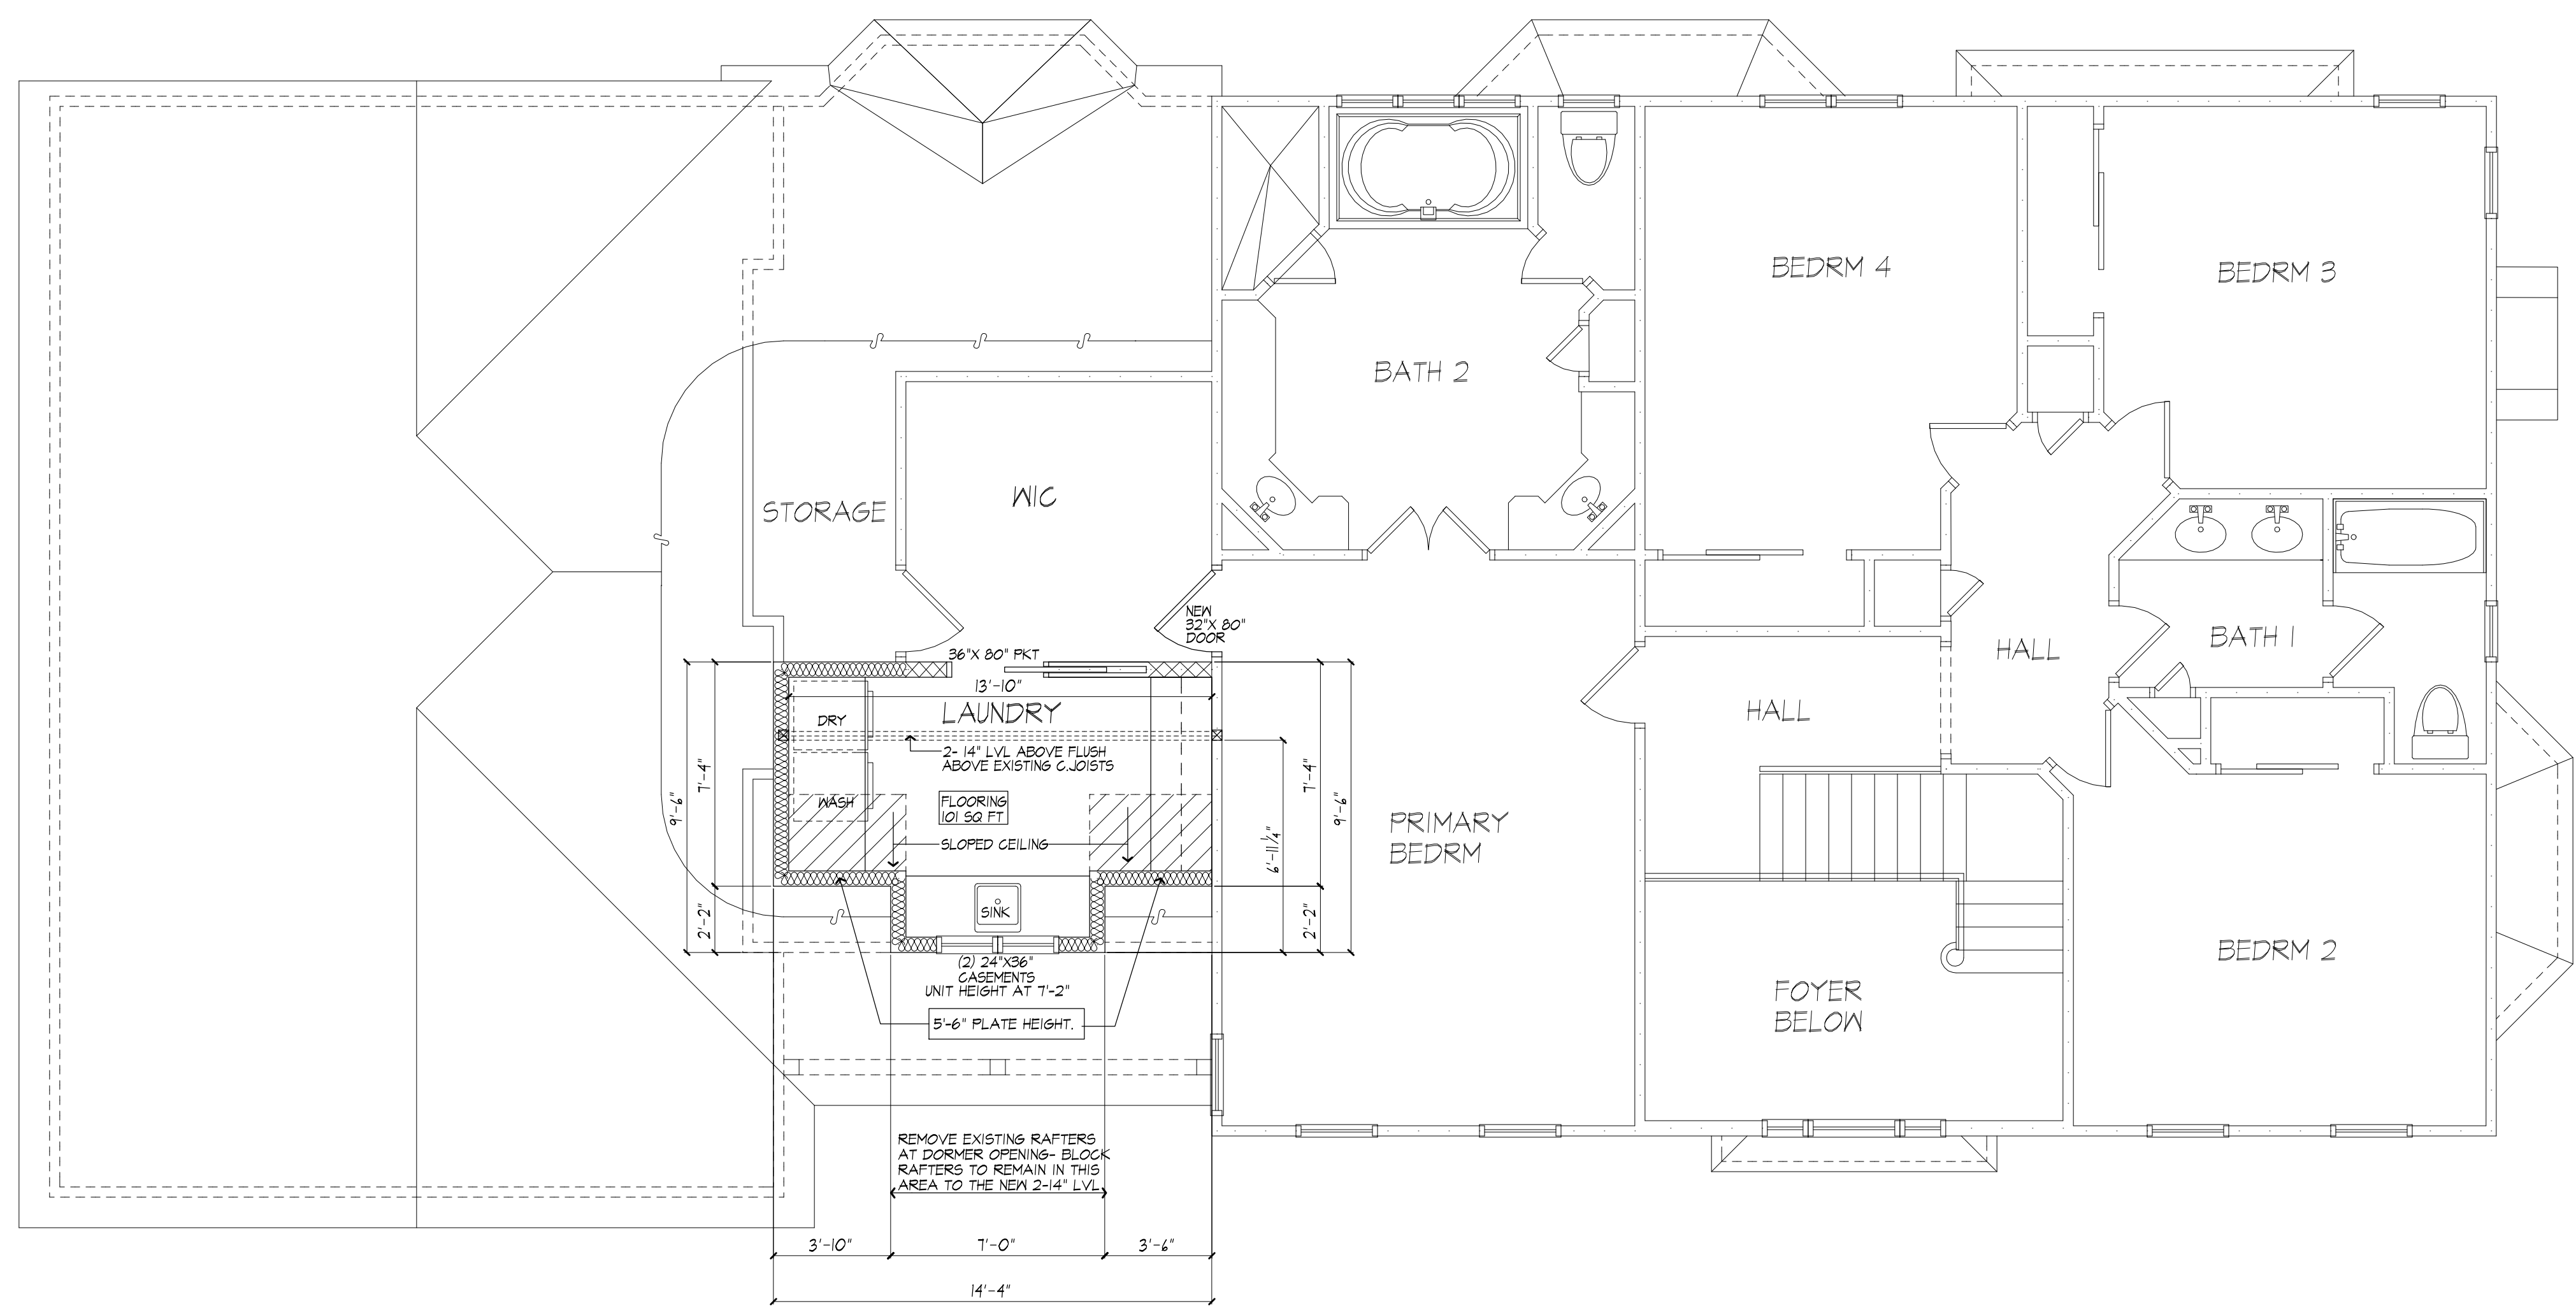 BEDRM 4
BEDRM 3
BATH 2
STORAGE
WIC
NEW
32"X 80"
DOOR
36"X 80" PKT
13'-10"
LAUNDRY
DRY
2- 14" LVL ABOVE FLUSH
ABOVE EXISTING C.JOISTS
WASH
FLOORING
101 SQ FT
SLOPED CEILING
SINK
9'-6"
7'-4"
2'-2"
6'-11 1/4"
7'-4"
2'-2"
9'-6"
(2) 24"X36"
CASEMENTS
UNIT HEIGHT AT 7'-2"
5'-6" PLATE HEIGHT.
REMOVE EXISTING RAFTERS
AT DORMER OPENING- BLOCK
RAFTERS TO REMAIN IN THIS
AREA TO THE NEW 2-14" LVL
3'-10"
7'-0"
3'-6"
14'-4"
PRIMARY
BEDRM
HALL
HALL
BATH 1
FOYER
BELOW
BEDRM 2